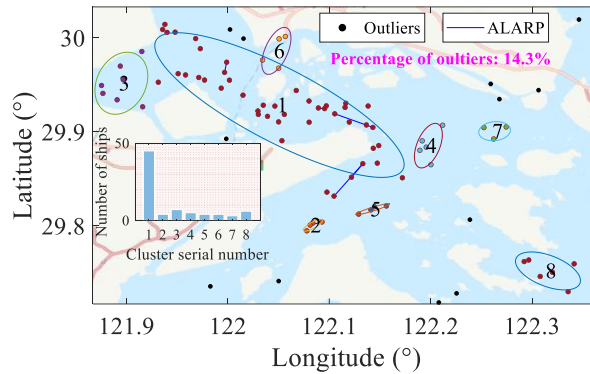 Outliers
ALARP
Percentage of oultiers: 14.3%
30
29.9
29.8
Latitude (°)
3
6
1
4
7
2
5
8
50
0
Number of ships
1 2 3 4 5 6 7 8
Cluster serial number
121.9 122 122.1 122.2 122.3
Longitude (°)